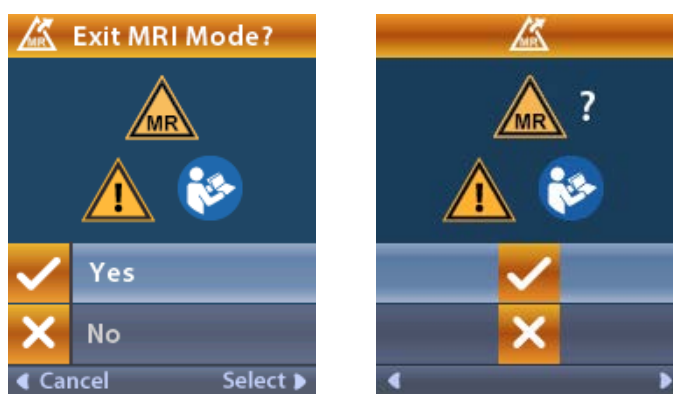 MR Exit MRI Mode?
MR
Yes
No
Cancel Select
MR
MR ?